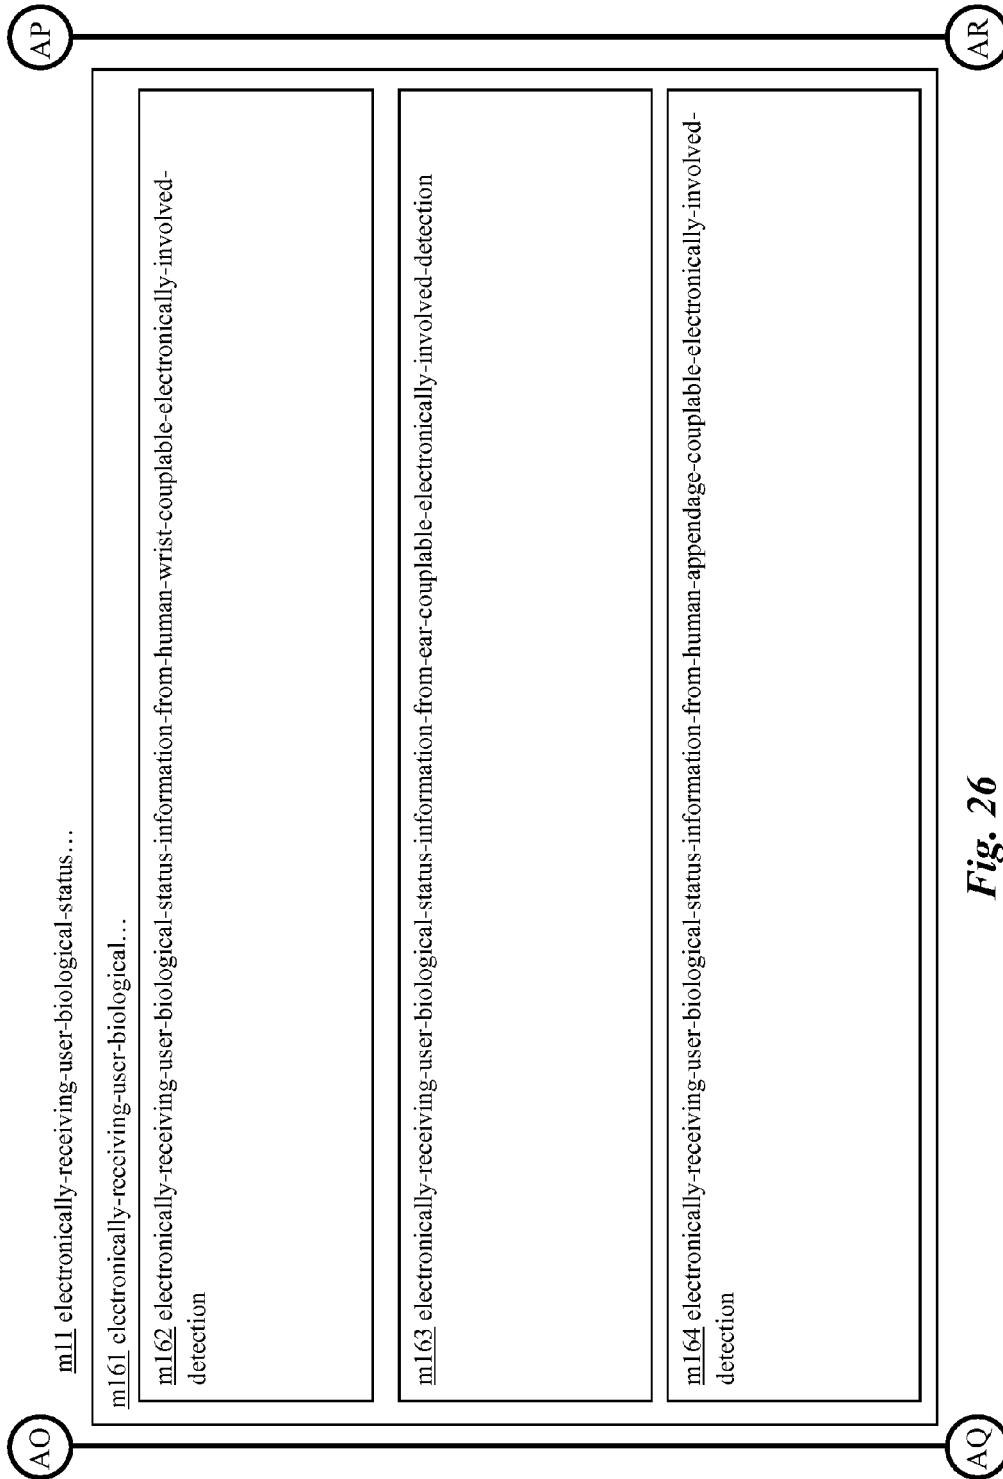 AO
AP
m11 electronically-receiving-user-biological-status…
m161 electronically-receiving-user-biological…
m162 electronically-receiving-user-biological-status-information-from-human-wrist-couplable-electronically-involved-
detection
m163 electronically-receiving-user-biological-status-information-from-ear-couplable-electronically-involved-detection
m164 electronically-receiving-user-biological-status-information-from-human-appendage-couplable-electronically-involved-
detection
AQ
AR
Fig. 26